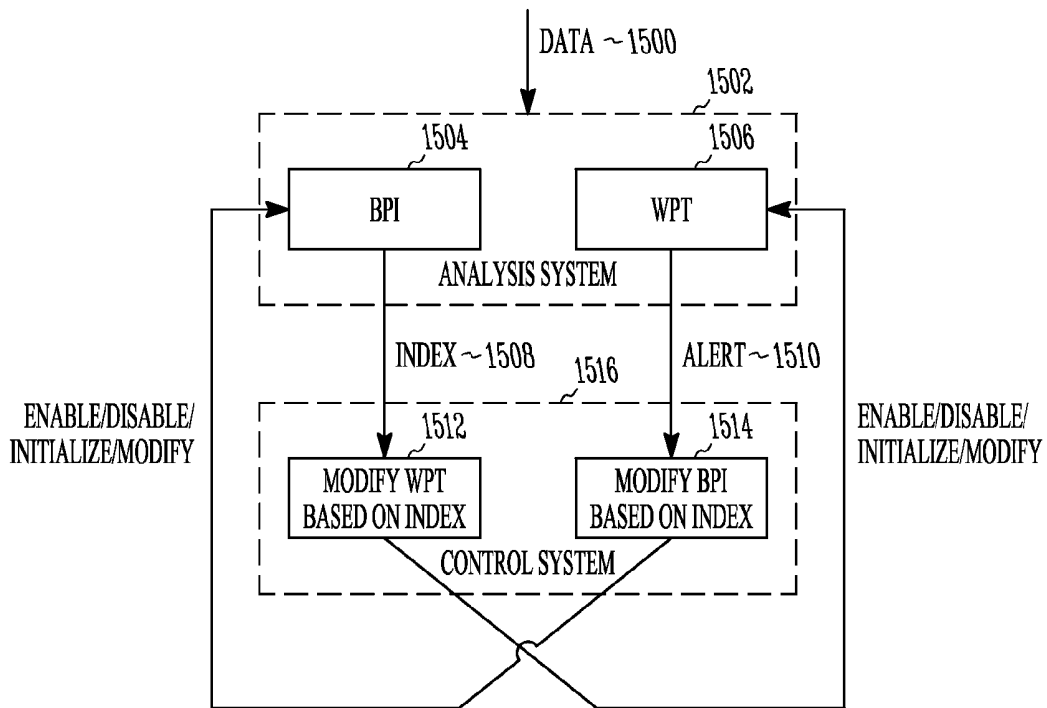 DATA ~ 1500
1502
1504
1506
BPI
WPT
ANALYSIS SYSTEM
INDEX ~ 1508
ALERT ~ 1510
1516
ENABLE/DISABLE/
INITIALIZE/MODIFY
ENABLE/DISABLE/
INITIALIZE/MODIFY
1512
1514
MODIFY WPT
BASED ON INDEX
MODIFY BPI
BASED ON INDEX
CONTROL SYSTEM